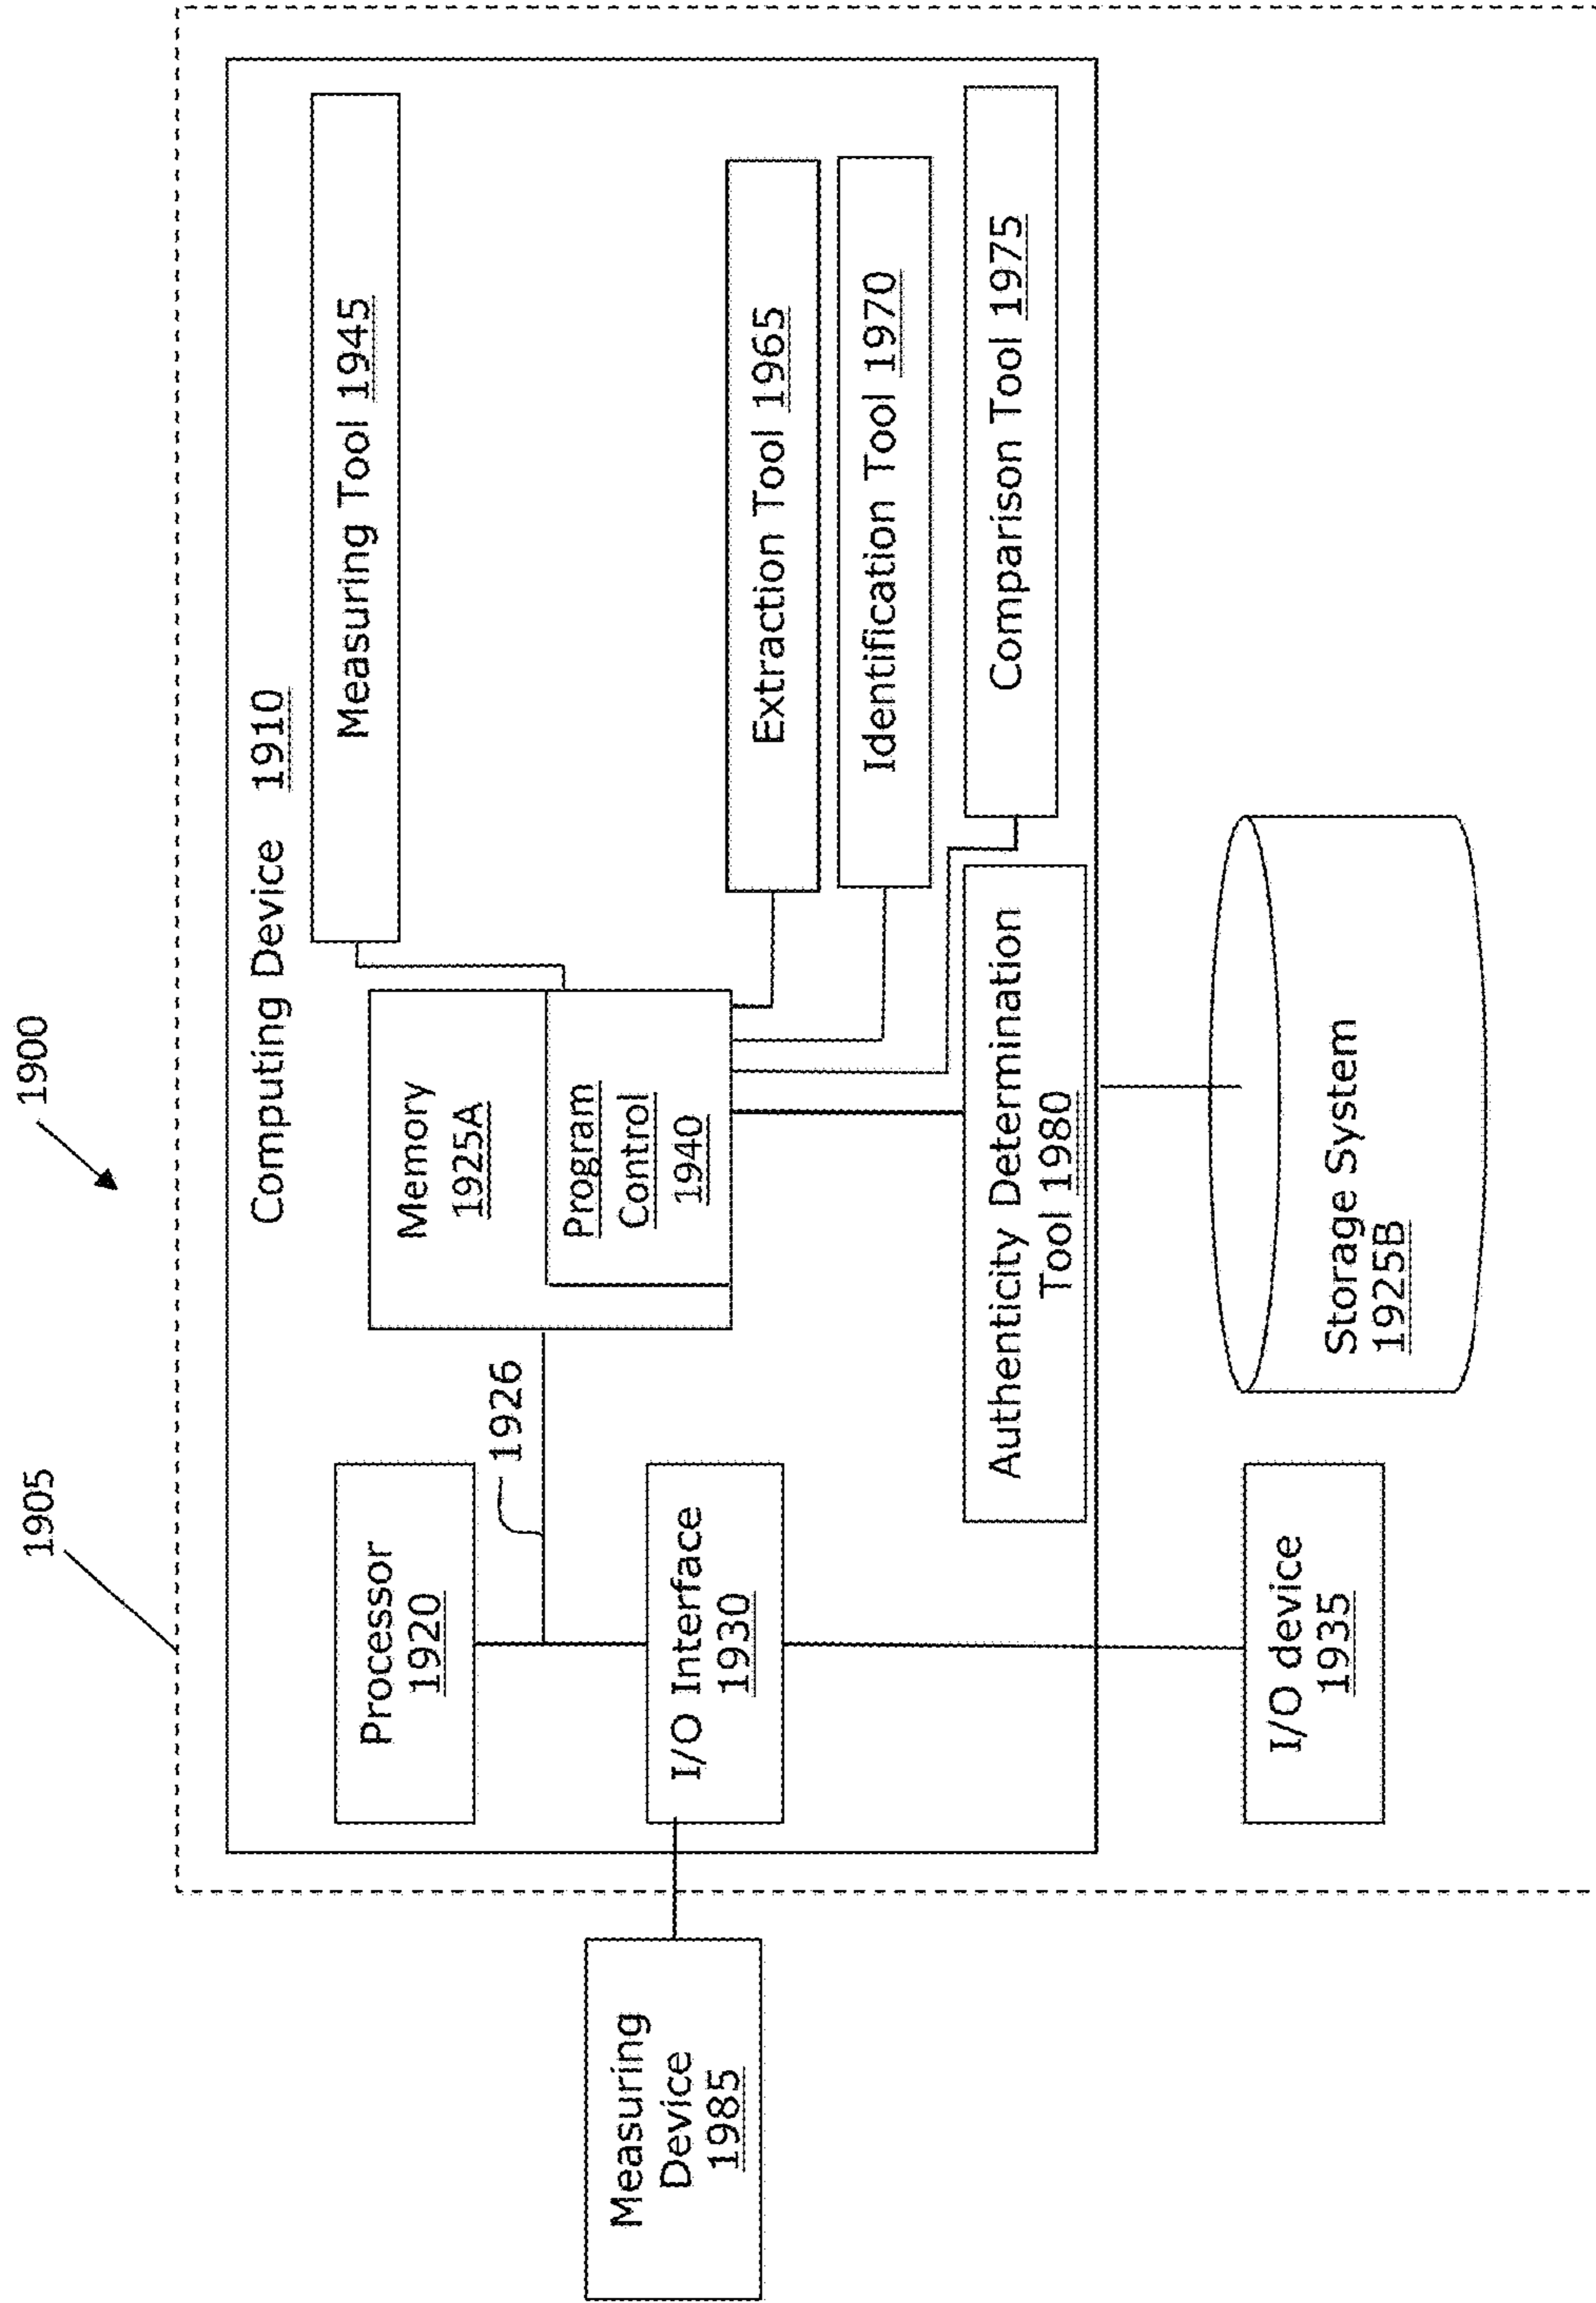 1900
1905
Computing Device 1910
Measuring Tool 1945
Processor
1920
Memory
1925A
1926
Program
Control
1940
Measuring
Device
1985
I/O Interface
1930
Extraction Tool 1965
Identification Tool 1970
Comparison Tool 1975
Authenticity Determination
Tool 1980
I/O device
1935
Storage System
1925B